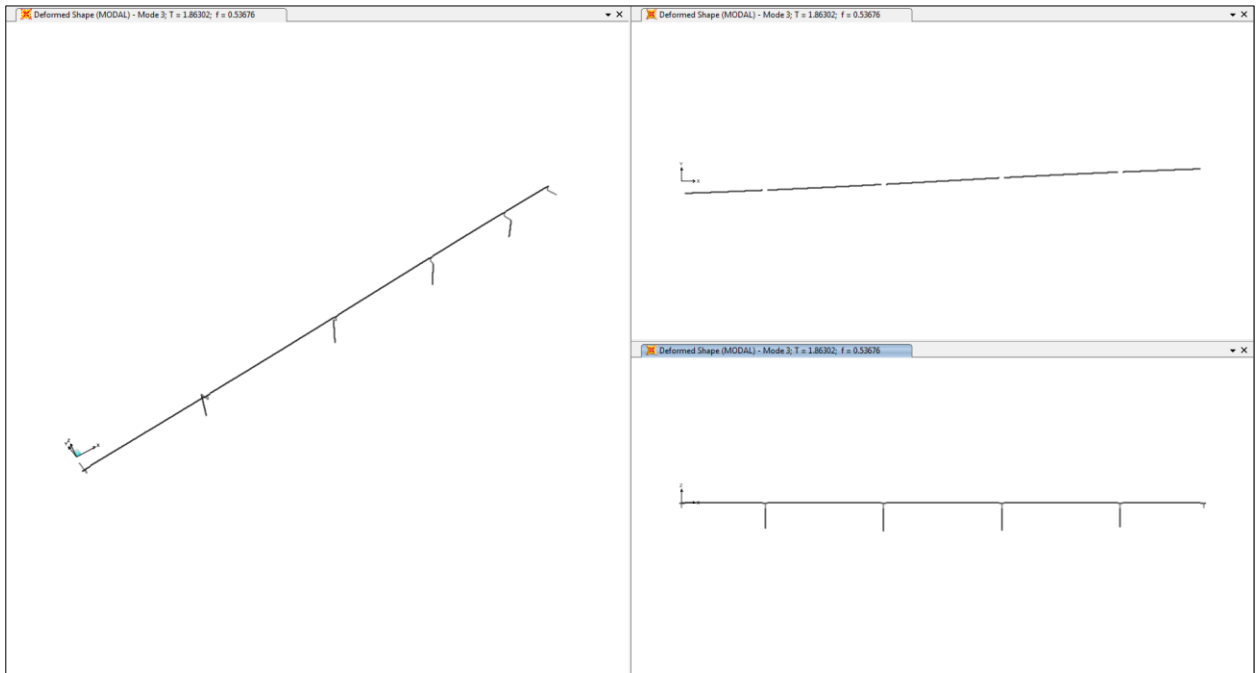 Deformed Shape (MODAL) - Mode 3; T = 1.86302; f = 0.53676
Deformed Shape (MODAL) - Mode 3; T = 1.86302; f = 0.53676
Y
X
Deformed Shape (MODAL) - Mode 3; T = 1.86302; f = 0.53676
Z
X
Z
Y
X